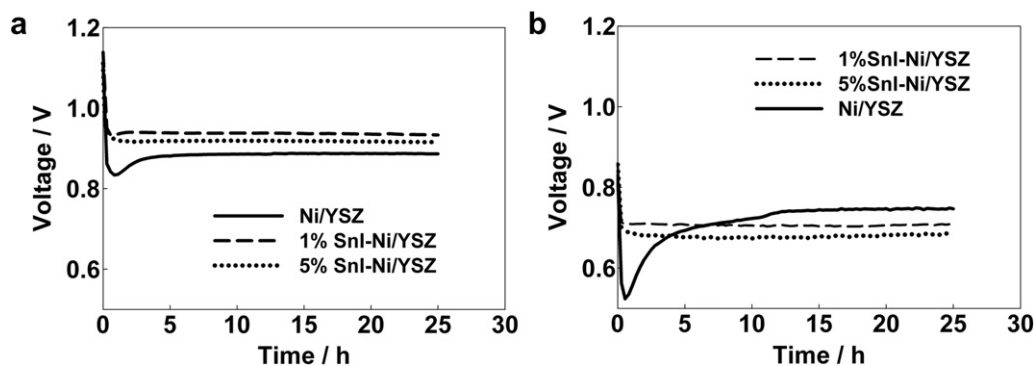 a
1.2
1.0
0.8
0.6
Voltage / V
Ni/YSZ
1% SnI-Ni/YSZ
5% SnI-Ni/YSZ
0 5 10 15 20 25 30
Time / h
b
1.2
1.0
0.8
0.6
Voltage / V
1%SnI-Ni/YSZ
5%SnI-Ni/YSZ
Ni/YSZ
0 5 10 15 20 25 30
Time / h